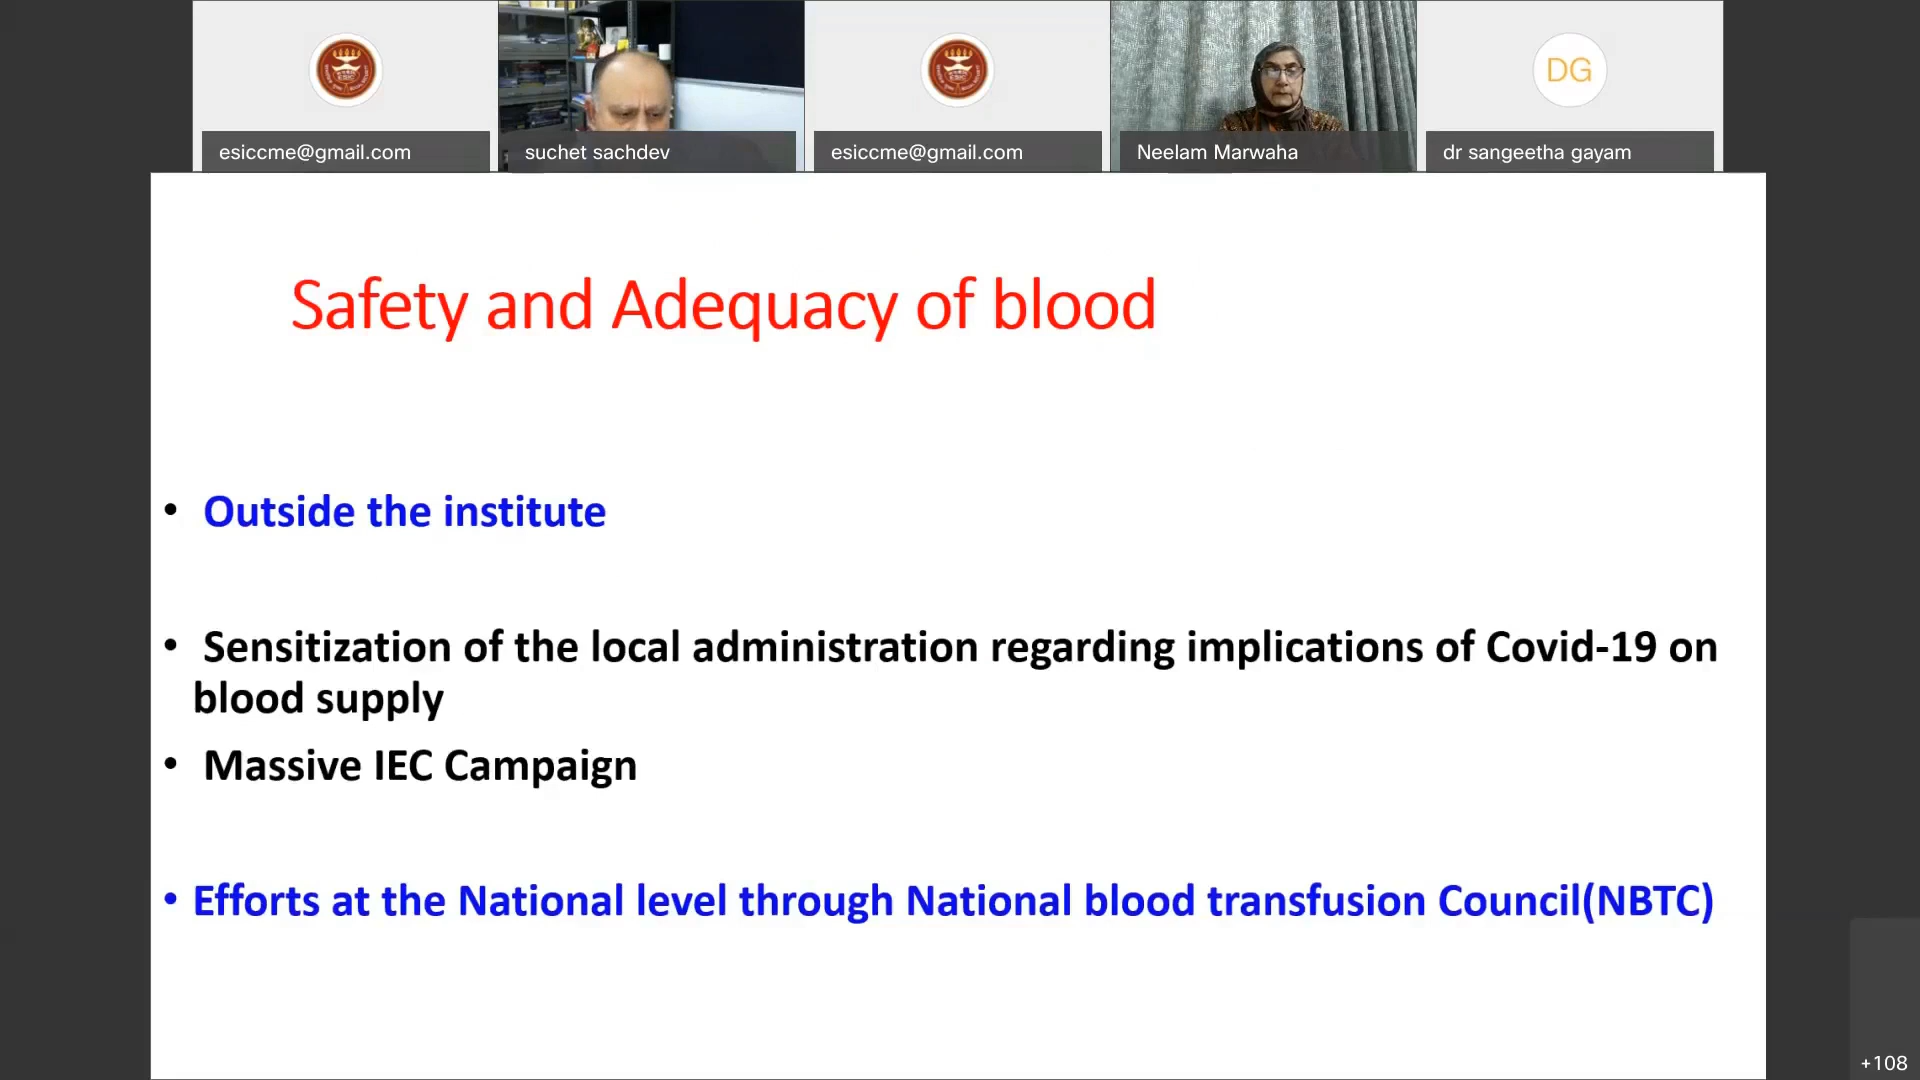 esiccme@gmail.com
suchet sachdev
esiccme@gmail.com
Neelam Marwaha
DG
dr sangeetha gayam
Safety and Adequacy of blood
• Outside the institute
• Sensitization of the local administration regarding implications of Covid-19 on
blood supply
• Massive IEC Campaign
• Efforts at the National level through National blood transfusion Council(NBTC)
+108